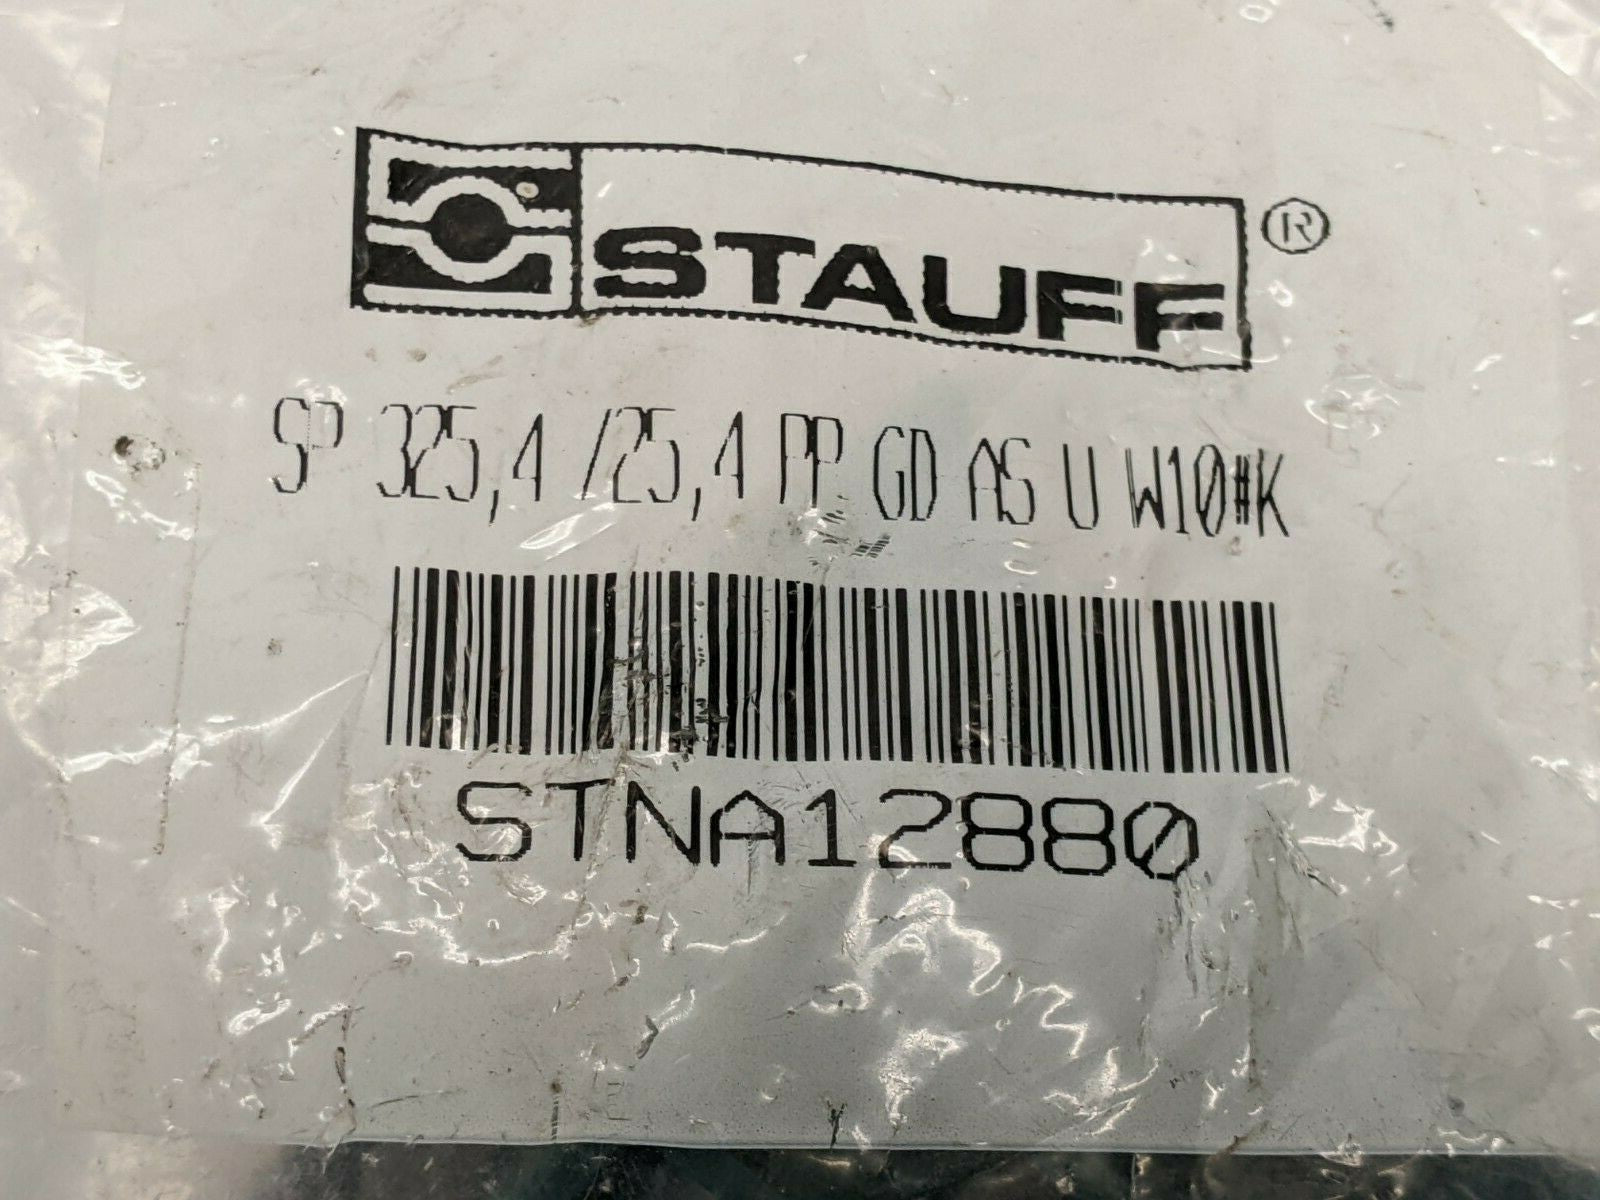 STAUFF ®
SP 325,4 /25,4 PP GD AS U W10#K
STNA12880